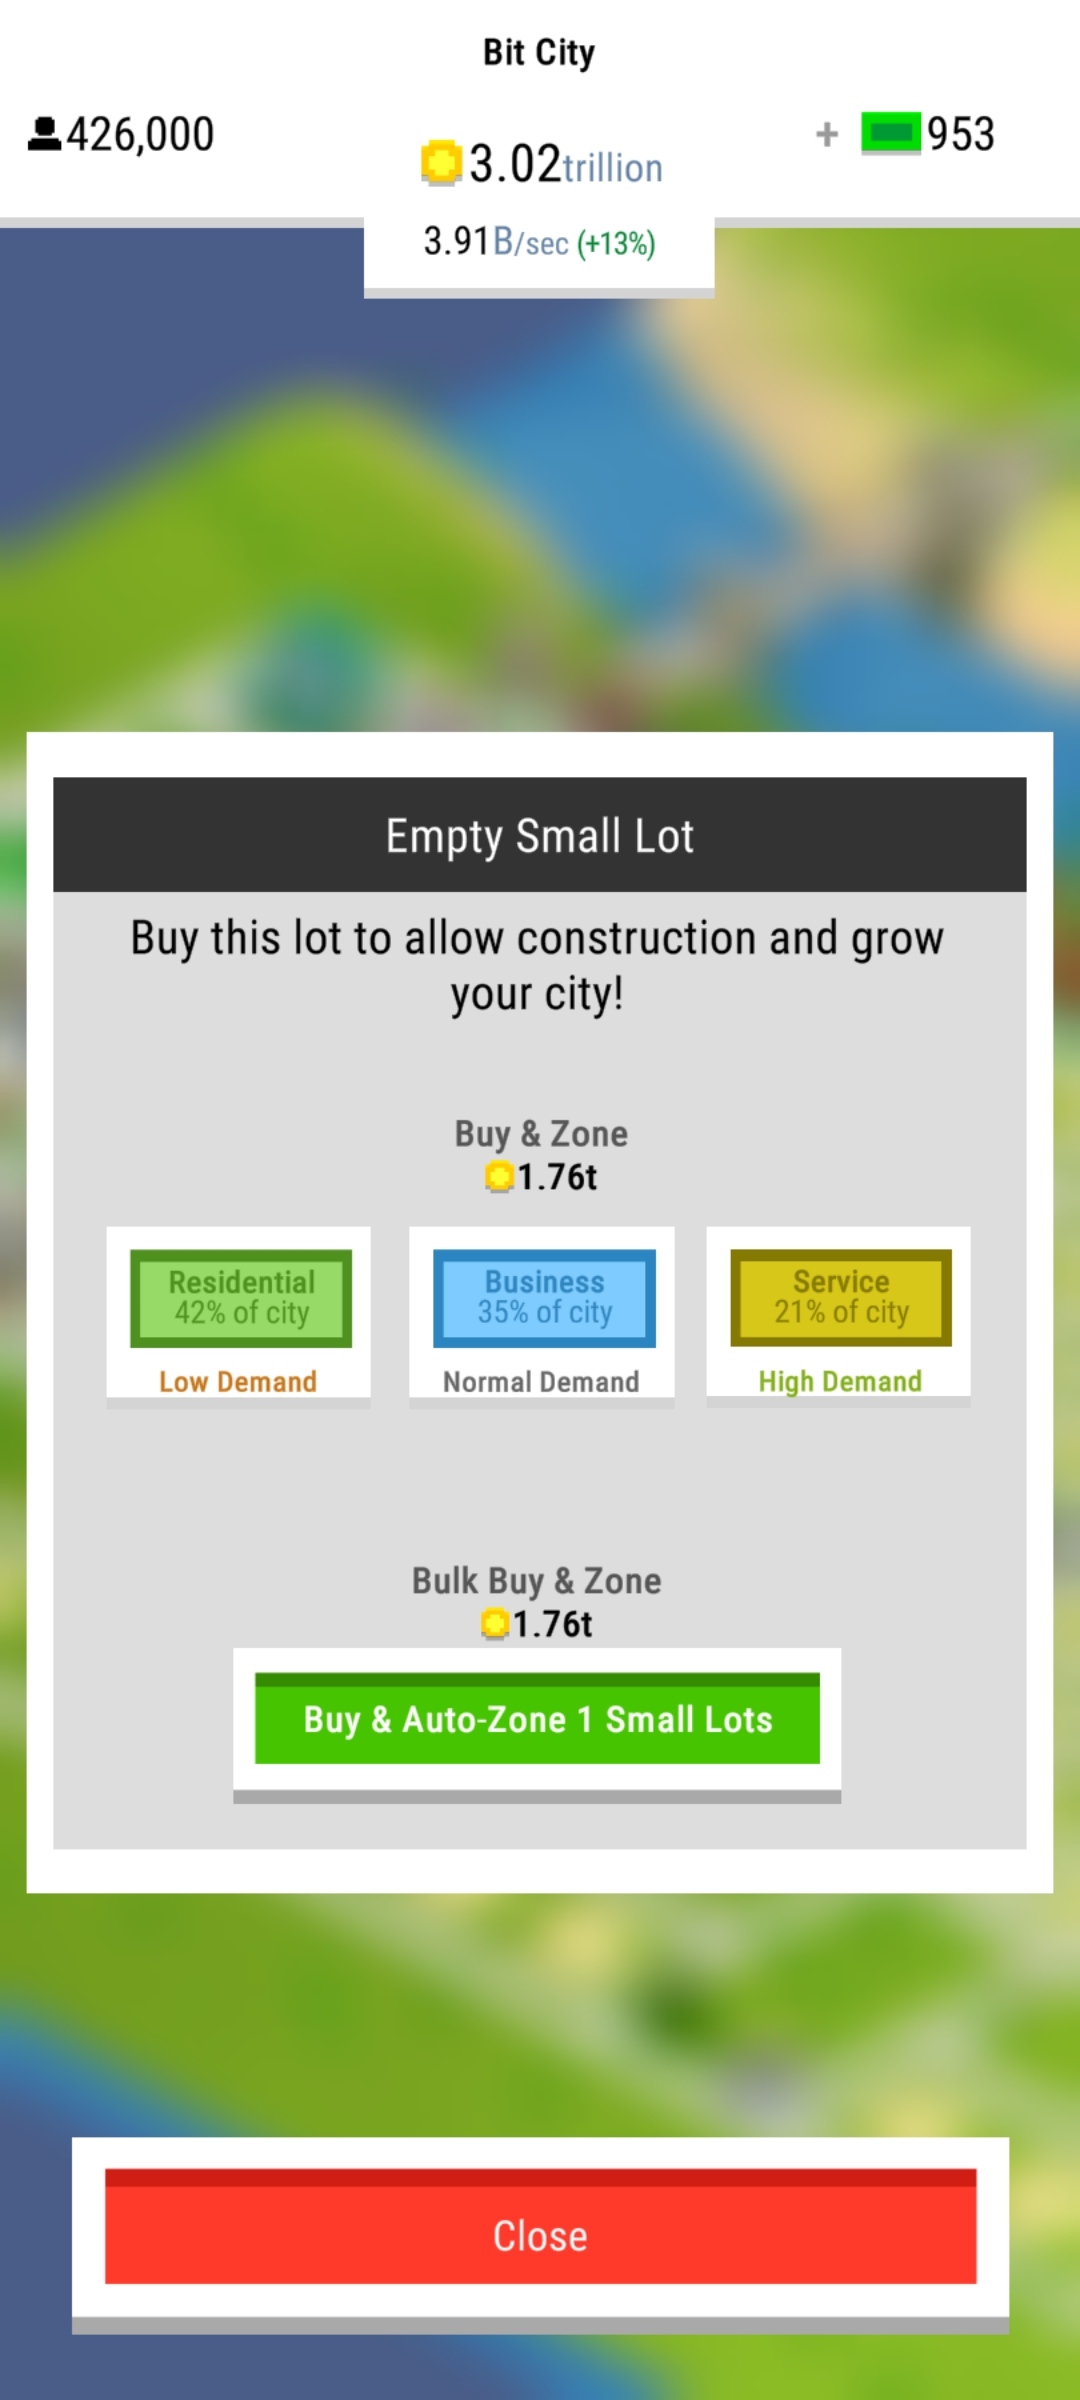 Bit City
426,000
3.02trillion
+ 953
3.91B/sec (+13%)
Empty Small Lot
Buy this lot to allow construction and grow
your city!
Buy & Zone
1.76t
Residential
42% of city
Low Demand
Business
35% of city
Normal Demand
Service
21% of city
High Demand
Bulk Buy & Zone
1.76t
Buy & Auto-Zone 1 Small Lots
Close